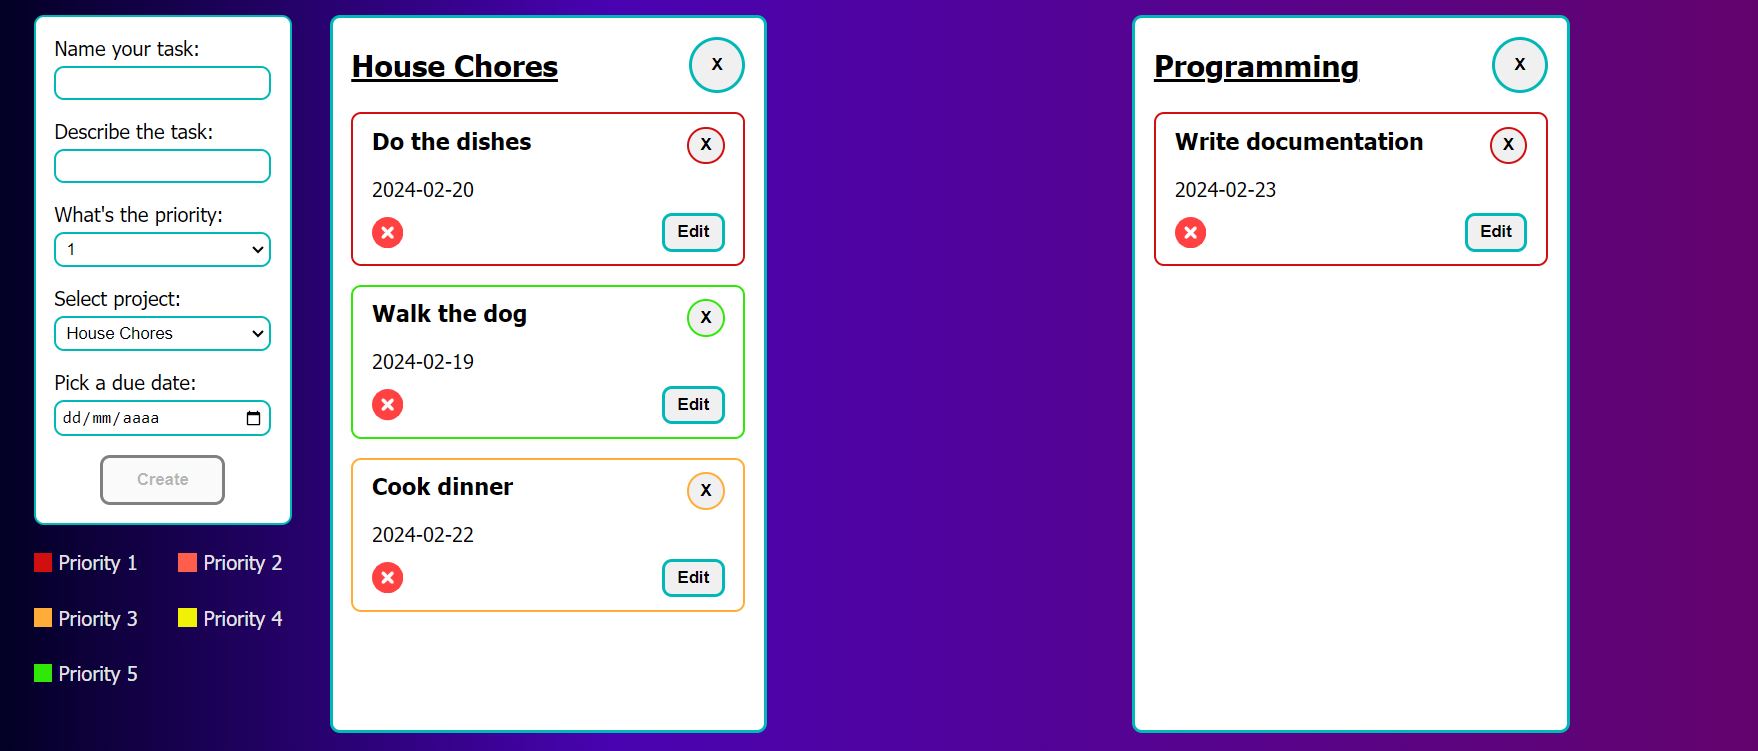 Name your task:
Describe the task:
What's the priority:
1
Select project:
House Chores
Pick a due date:
dd/mm/aaaa
Create
Priority 1
Priority 2
Priority 3
Priority 4
Priority 5
House Chores
X
Do the dishes
X
2024-02-20
Edit
Walk the dog
X
2024-02-19
Edit
Cook dinner
X
2024-02-22
Edit
Programming
X
Write documentation
X
2024-02-23
Edit